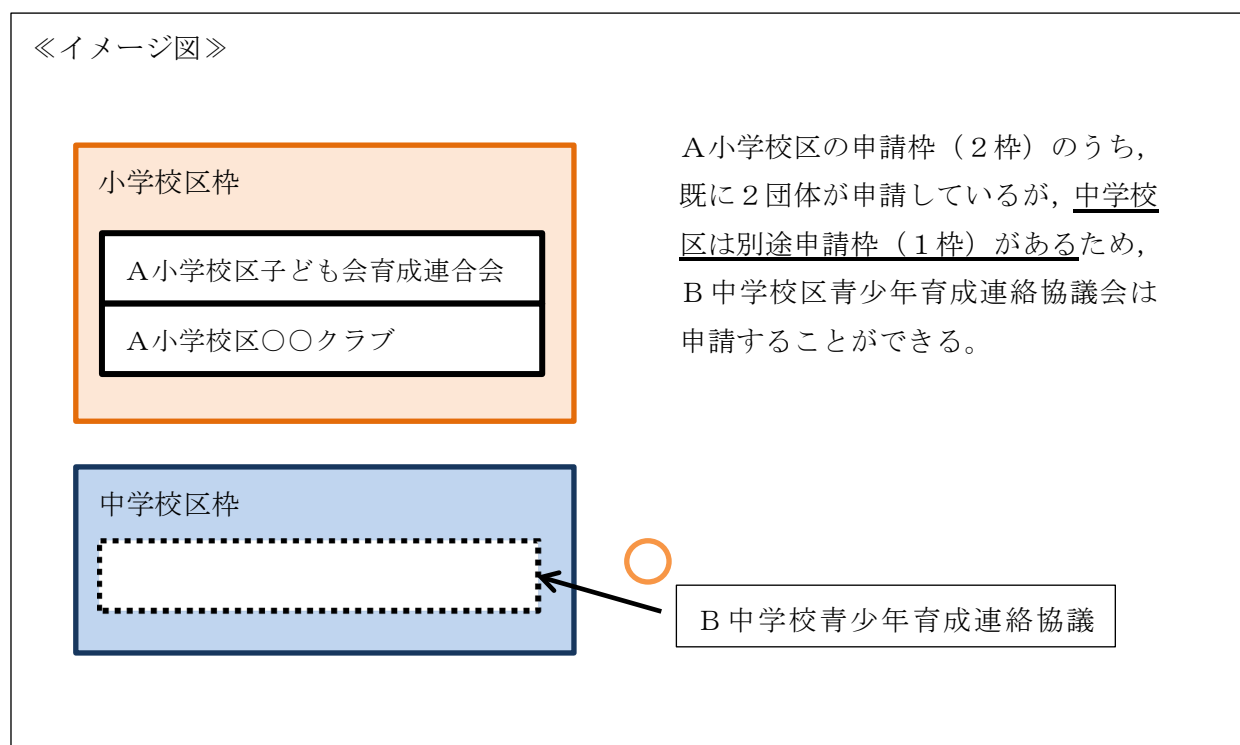 ≪イメージ図≫
A小学校区の申請枠（２枠）のうち，
既に２団体が申請しているが，中学校
区は別途申請枠（１枠）があるため，
B中学校区青少年育成連絡協議会は
申請することができる。
小学校区枠
A小学校区子ども会育成連合会
A小学校区〇〇クラブ
中学校区枠
B中学校青少年育成連絡協議